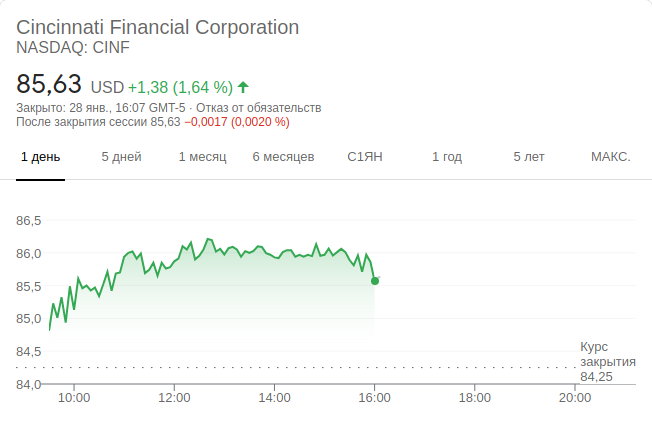 Cincinnati Financial Corporation
NASDAQ: CINF
85,63 USD +1,38 (1,64 %)
Закрыто: 28 янв., 16:07 GMT-5 · Отказ от обязательств
После закрытия сессии 85,63 −0,0017 (0,0020 %)
1 день 5 дней 1 месяц 6 месяцев С1ЯН 1 год 5 лет МАКС.
86,5
86,0
85,5
85,0
84,5
84,0
Курс
закрытия
84,25
10:00 12:00 14:00 16:00 18:00 20:00